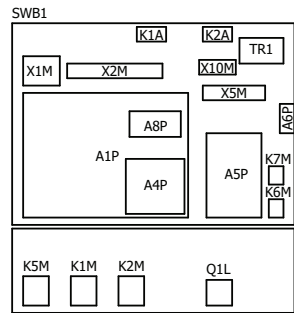 SWB1
K1A K2A
TR1
X1M X2M X10M
X5M
A8P A6P
A1P
K7M
A4P A5P
K6M
K5M K1M K2M Q1L